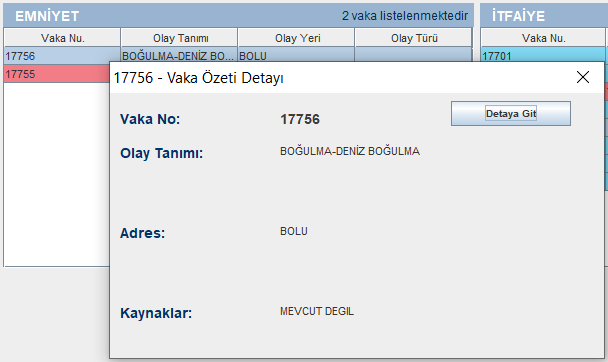 EMNİYET 2 vaka listelenmektedir İTFAİYE
Vaka Nu. Olay Tanımı Olay Yeri Olay Türü Vaka Nu.
17756 BOĞULMA-DENİZ BO... BOLU 17701
17755
17756 - Vaka Özeti Detayı
Vaka No: 17756 Detaya Git
Olay Tanımı: BOĞULMA-DENİZ BOĞULMA
Adres: BOLU
Kaynaklar: MEVCUT DEGIL